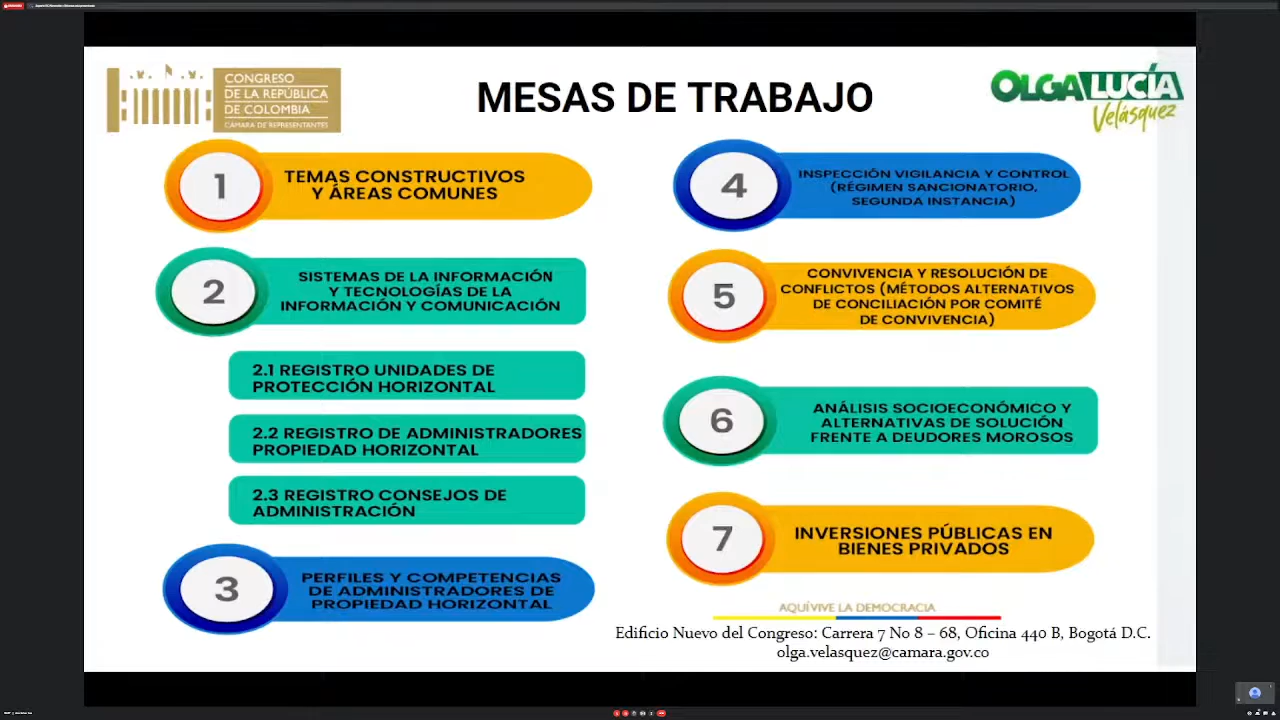 CONGRESO
DE LA REPÚBLICA
DE COLOMBIA
CÁMARA DE REPRESENTANTES
MESAS DE TRABAJO
OLGA LUCÍA
Velásquez
1
TEMAS CONSTRUCTIVOS
Y ÁREAS COMUNES
2
SISTEMAS DE LA INFORMACIÓN
Y TECNOLOGÍAS DE LA
INFORMACIÓN Y COMUNICACIÓN
2.1 REGISTRO UNIDADES DE
PROTECCIÓN HORIZONTAL
2.2 REGISTRO DE ADMINISTRADORES
PROPIEDAD HORIZONTAL
2.3 REGISTRO CONSEJOS DE
ADMINISTRACIÓN
3
PERFILES Y COMPETENCIAS
DE ADMINISTRADORES DE
PROPIEDAD HORIZONTAL
4
INSPECCIÓN VIGILANCIA Y CONTROL
(RÉGIMEN SANCIONATORIO,
SEGUNDA INSTANCIA)
5
CONVIVENCIA Y RESOLUCIÓN DE
CONFLICTOS (MÉTODOS ALTERNATIVOS
DE CONCILIACIÓN POR COMITÉ
DE CONVIVENCIA)
6
ANÁLISIS SOCIOECONÓMICO Y
ALTERNATIVAS DE SOLUCIÓN
FRENTE A DEUDORES MOROSOS
7
INVERSIONES PÚBLICAS EN
BIENES PRIVADOS
AQUÍ VIVE LA DEMOCRACIA
Edificio Nuevo del Congreso: Carrera 7 No 8 – 68, Oficina 440 B, Bogotá D.C.
olga.velasquez@camara.gov.co